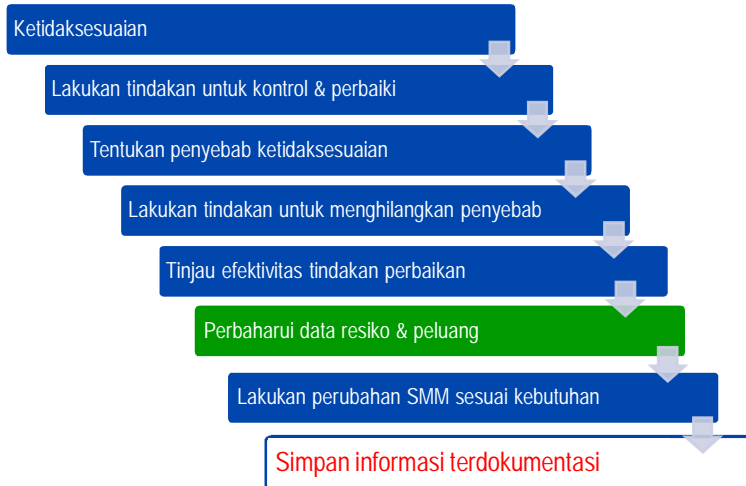 Ketidaksesuaian
Lakukan tindakan untuk kontrol & perbaiki
Tentukan penyebab ketidaksesuaian
Lakukan tindakan untuk menghilangkan penyebab
Tinjau efektivitas tindakan perbaikan
Perbaharui data resiko & peluang
Lakukan perubahan SMM sesuai kebutuhan
Simpan informasi terdokumentasi